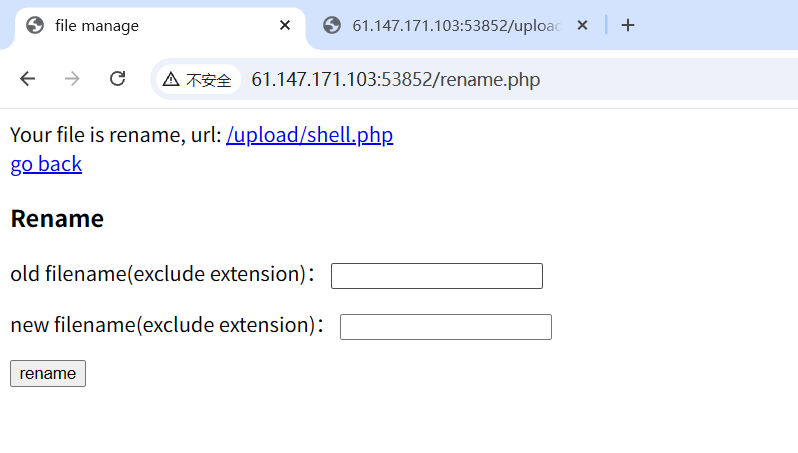 file manage
61.147.171.103:53852/upload
不安全
61.147.171.103:53852/rename.php
Your file is rename, url: /upload/shell.php
go back
Rename
old filename(exclude extension)：
new filename(exclude extension)：
rename